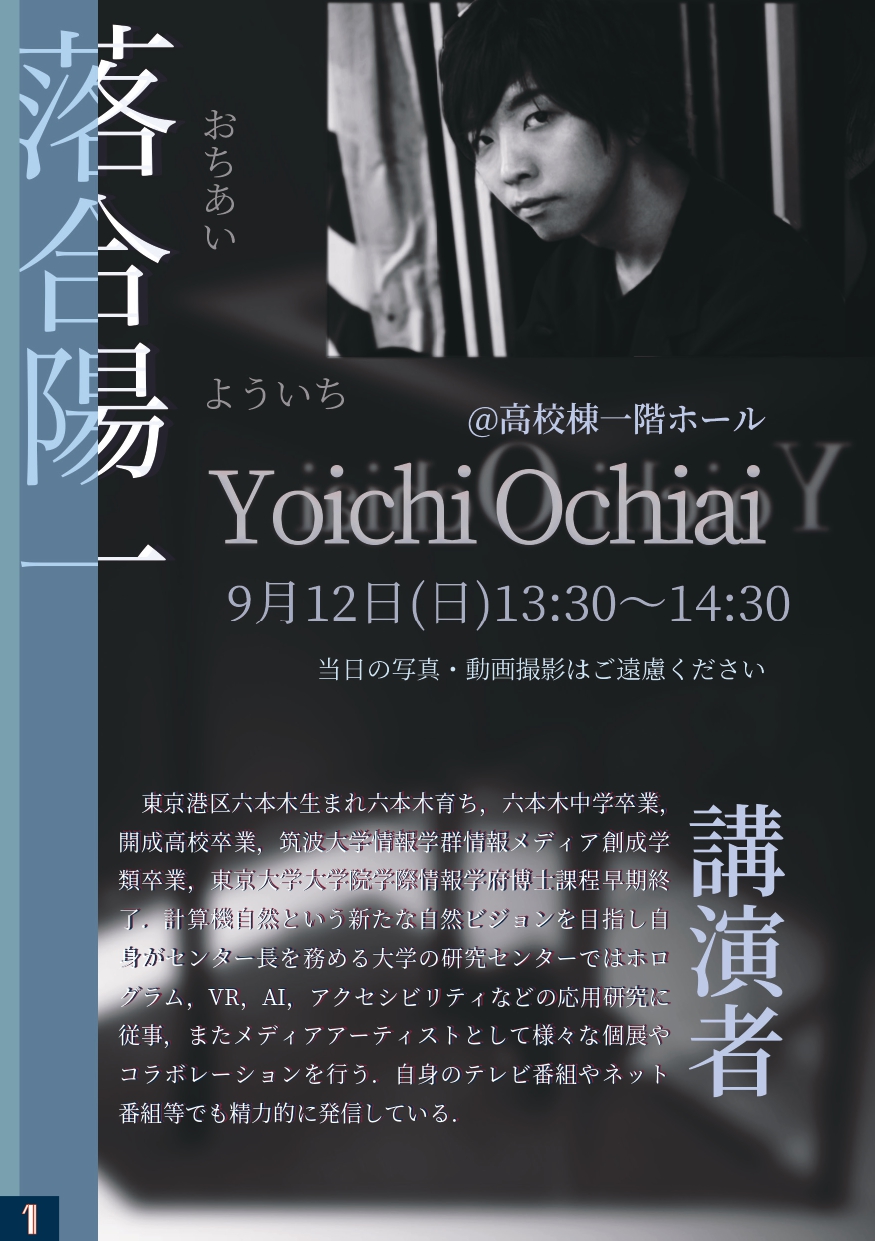 落合陽一
おちあい
よういち
@高校棟一階ホール
Yoichi Ochiai
Yoichi Ochiai
9月12日(日)13:30～14:30
当日の写真・動画撮影はご遠慮ください
講演者
　東京港区六本木生まれ六本木育ち，六本木中学卒業，
開成高校卒業，筑波大学情報学群情報メディア創成学
類卒業，東京大学大学院学際情報学府博士課程早期終
了．計算機自然という新たな自然ビジョンを目指し自
身がセンター長を務める大学の研究センターではホロ
グラム，VR，AI，アクセシビリティなどの応用研究に
従事，またメディアアーティストとして様々な個展や
コラボレーションを行う．自身のテレビ番組やネット
番組等でも精力的に発信している．
1